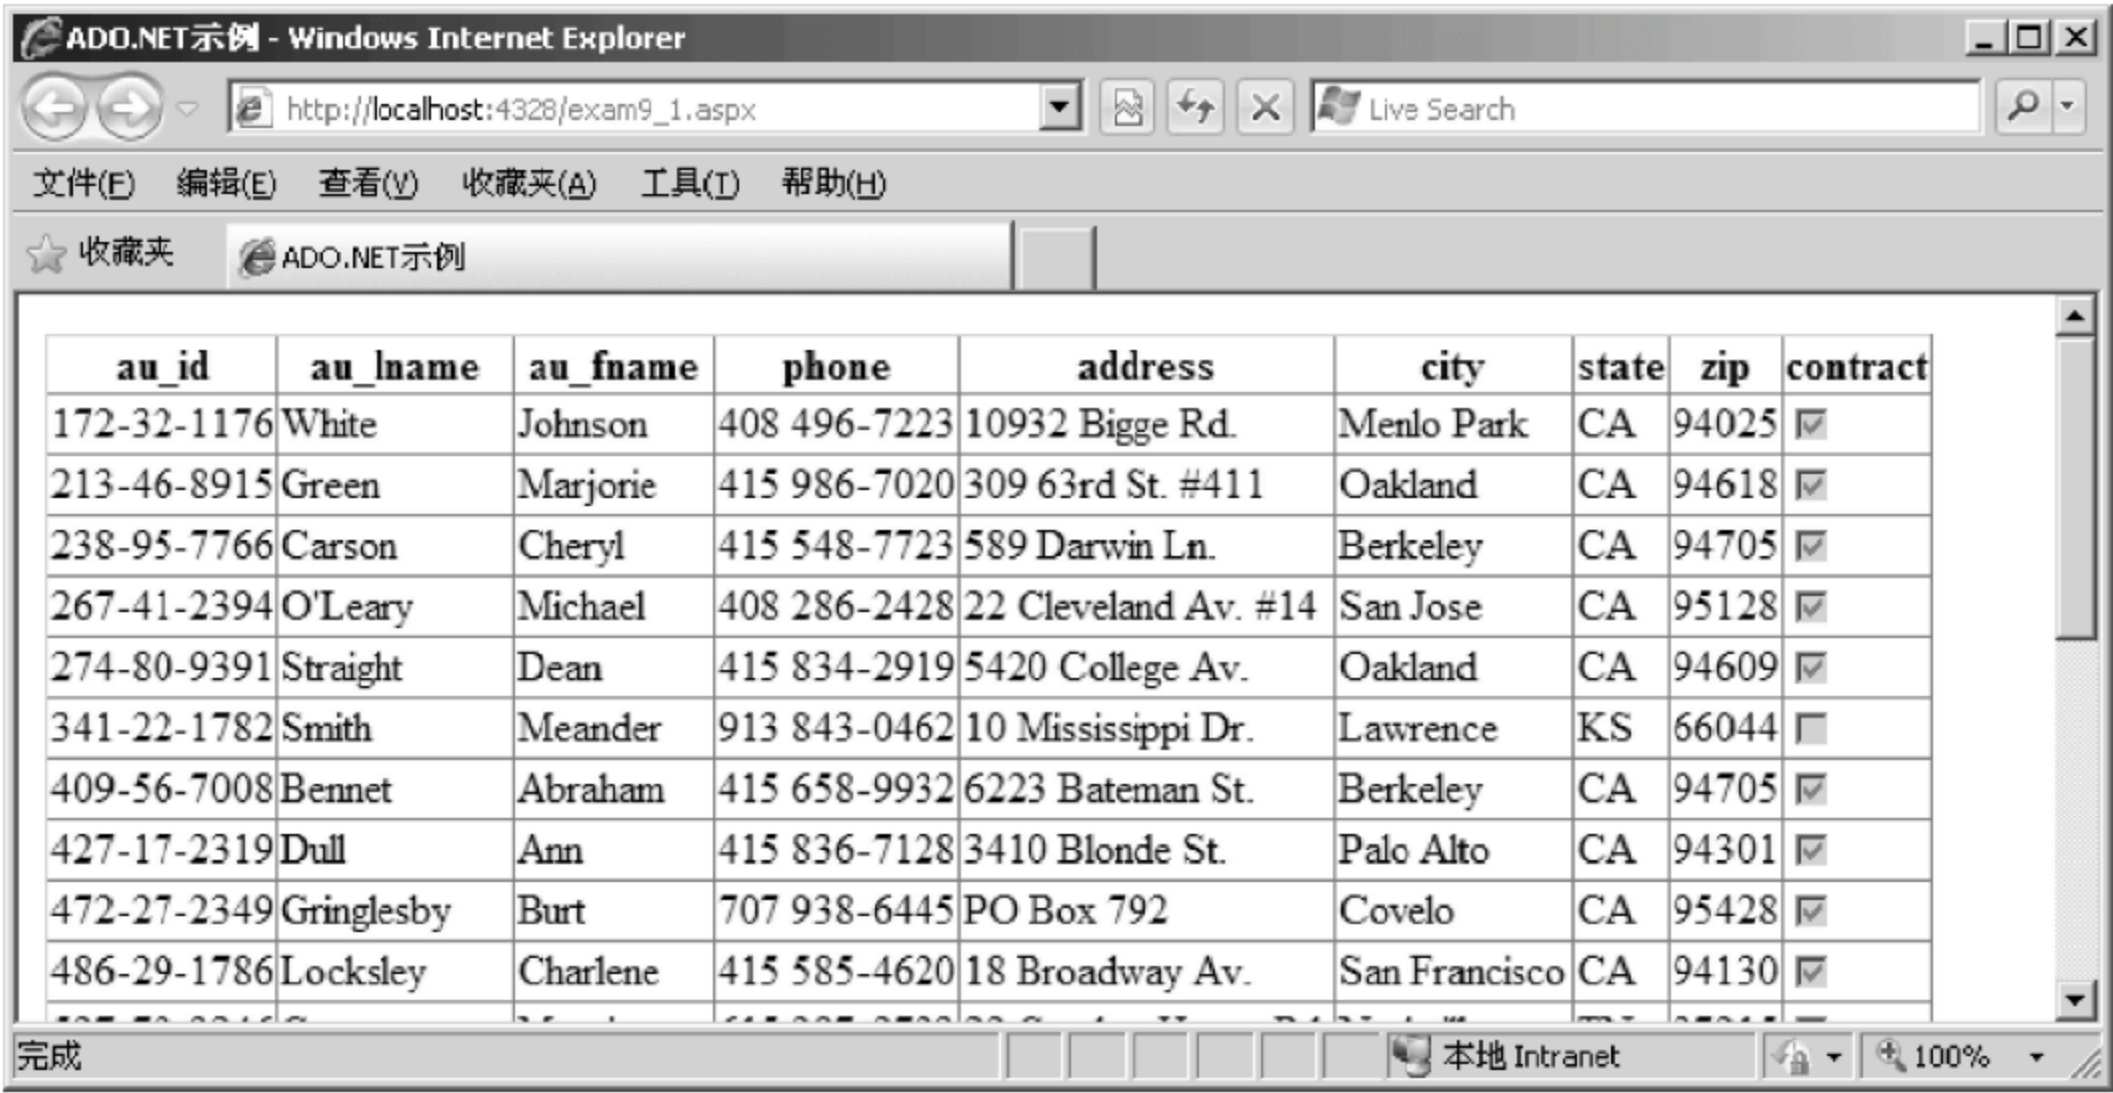 ADO.NET示例 - Windows Internet Explorer
http://localhost:4328/exam9_1.aspx Live Search
文件(F) 编辑(E) 查看(V) 收藏夹(A) 工具(T) 帮助(H)
收藏夹 ADO.NET示例
au_id au_lname au_fname phone address city state zip contract
172-32-1176 White Johnson 408 496-7223 10932 Bigge Rd. Menlo Park CA 94025
213-46-8915 Green Marjorie 415 986-7020 309 63rd St. #411 Oakland CA 94618
238-95-7766 Carson Cheryl 415 548-7723 589 Darwin Ln. Berkeley CA 94705
267-41-2394 O'Leary Michael 408 286-2428 22 Cleveland Av. #14 San Jose CA 95128
274-80-9391 Straight Dean 415 834-2919 5420 College Av. Oakland CA 94609
341-22-1782 Smith Meander 913 843-0462 10 Mississippi Dr. Lawrence KS 66044
409-56-7008 Bennet Abraham 415 658-9932 6223 Bateman St. Berkeley CA 94705
427-17-2319 Dull Ann 415 836-7128 3410 Blonde St. Palo Alto CA 94301
472-27-2349 Gringlesby Burt 707 938-6445 PO Box 792 Covelo CA 95428
486-29-1786 Locksley Charlene 415 585-4620 18 Broadway Av. San Francisco CA 94130
完成 本地 Intranet 100%